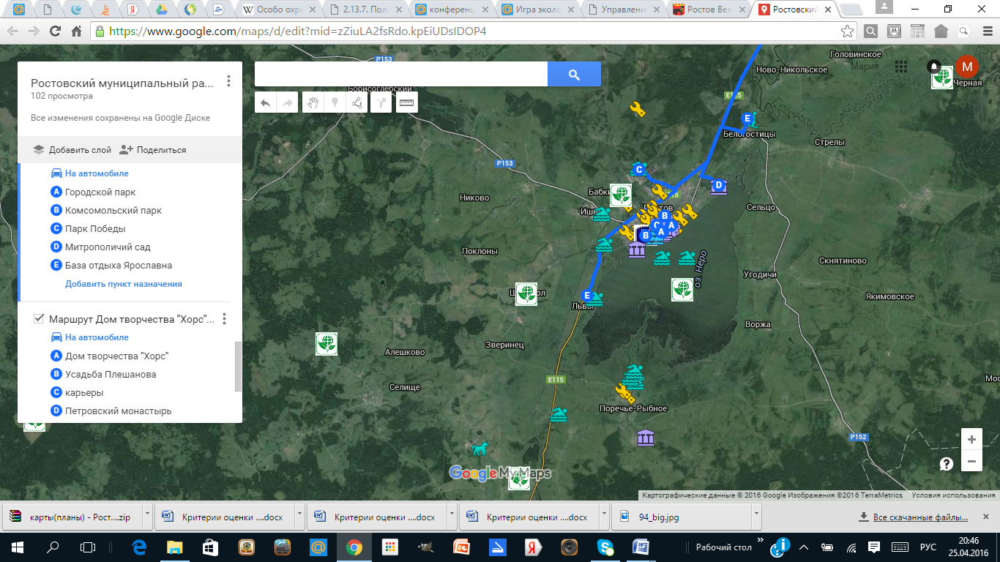 Особо охра
2.13.7. Поло
конференц
Игра эколо
Управлени
Ростов Вел
Ростовский
https://www.google.com/maps/d/edit?mid=zZiuLA2fsRdo.kpEiUDsIDOP4
Ростовский муниципальный ра...
102 просмотра
Все изменения сохранены на Google Диске
Добавить слой
Поделиться
На автомобиле
A Городской парк
B Комсомольский парк
C Парк Победы
D Митрополичий сад
E База отдыха Ярославна
Добавить пункт назначения
Маршрут Дом творчества "Хорс"...
На автомобиле
A Дом творчества "Хорс"
B Усадьба Плешанова
C карьеры
D Петровский монастырь
P153
Борисоглебский
Головинское
Ново-Никольское
Мария
M
Черная
E115
E
Белогостицы
Стрелы
P153
C
D
Никово
Сельцо
B
C
A
A
B
Поклоны
оз. Неро
Скнятиново
Угодичи
E
Львы
Якимовское
Воржа
Зверинец
Алешково
E115
Селище
Поречье-Рыбное
P152
Google My Maps
Картографические данные © 2016 Google Изображения ©2016 TerraMetrics
Условия использования
карты(планы) - Рост....zip
Критерии оценки ....docx
Критерии оценки ....docx
Критерии оценки ....docx
94_big.jpg
Все скачанные файлы...
Рабочий стол
РУС
20:46
25.04.2016